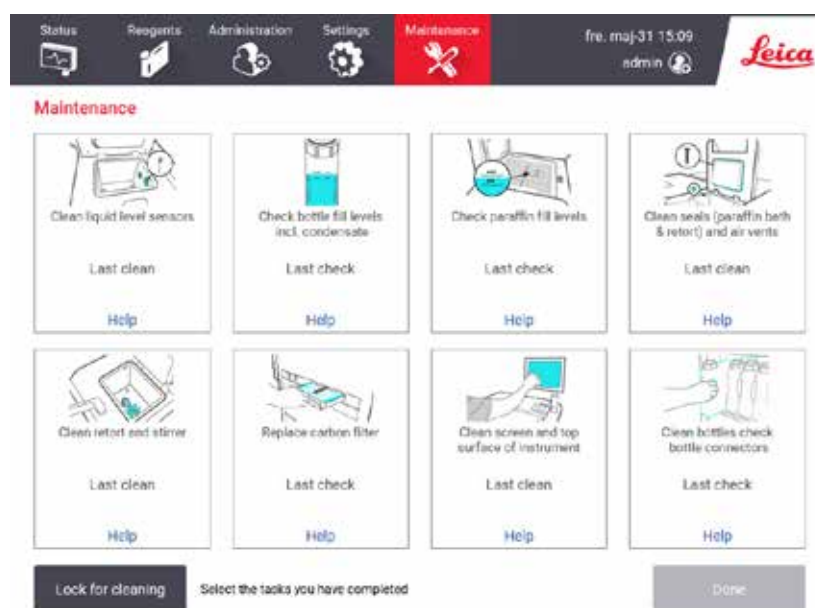 Status Reagents Administration Settings Maintenance fre. maj-31 15:09
admin
Leica
Maintenance
Clean liquid level sensors
Last clean
Help
Check bottle fill levels
incl. condensate
Last check
Help
Check paraffin fill levels
Last check
Help
Clean seals (paraffin bath
& retort) and air vents
Last clean
Help
Clean retort and stirrer
Last clean
Help
Replace carbon filter
Last check
Help
Clean screen and top
surface of instrument
Last clean
Help
Clean bottles check
bottle connectors
Last check
Help
Lock for cleaning Select the tasks you have completed Done